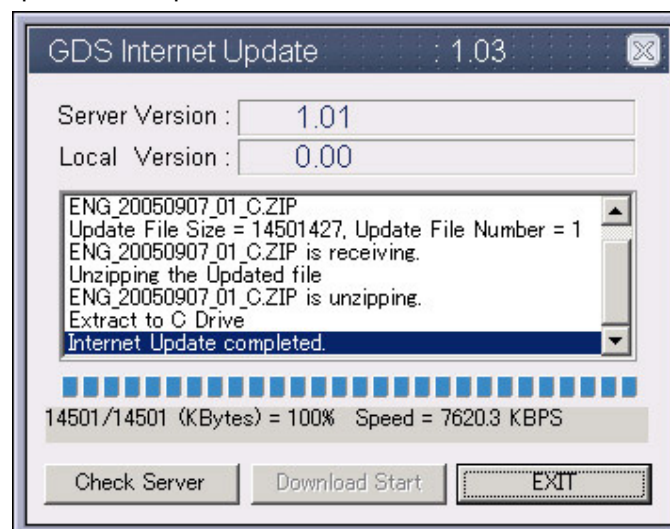 GDS Internet Update : 1.03
Server Version : 1.01
Local Version : 0.00
ENG_20050907_01_C.ZIP
Update File Size = 14501427, Update File Number = 1
ENG_20050907_01_C.ZIP is receiving.
Unzipping the Updated file
ENG_20050907_01_C.ZIP is unzipping.
Extract to C Drive
Internet Update completed.
14501/14501 (KBytes) = 100% Speed = 7620.3 KBPS
Check Server Download Start EXIT